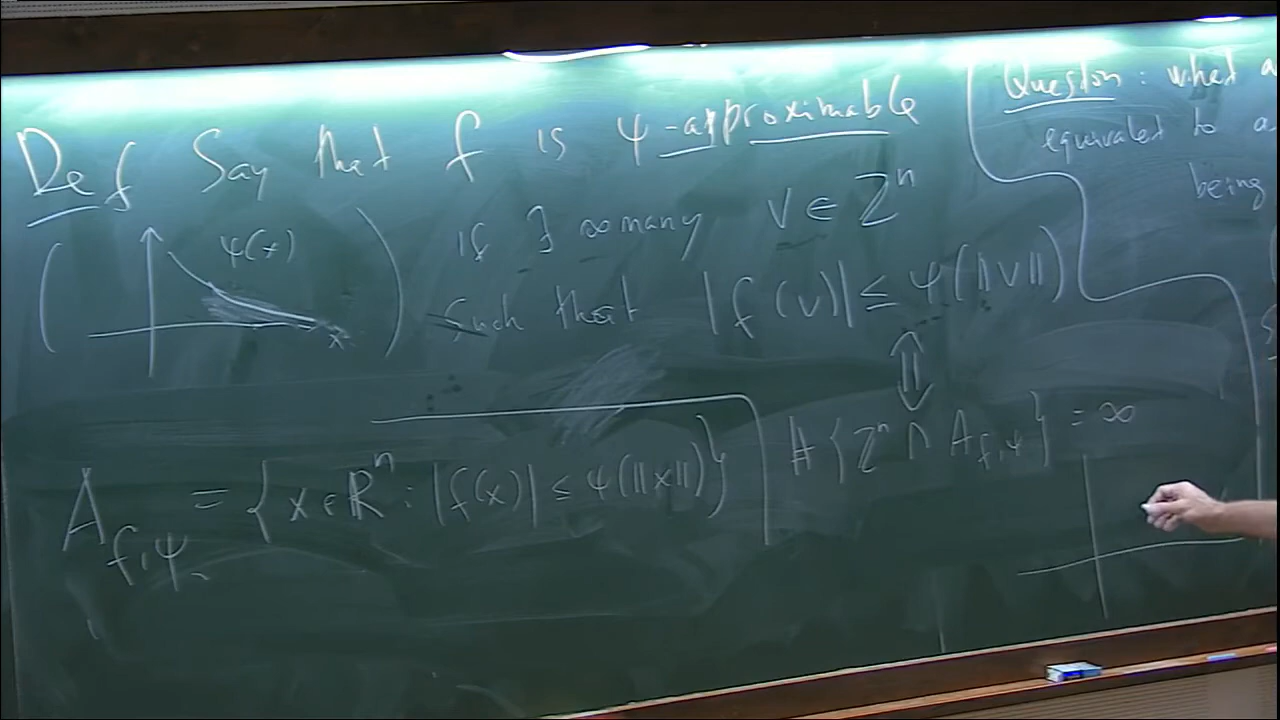 Def Say that f is ψ-approximable
if ∃ ∞ many v ∈ ℤⁿ
such that |f(v)| ≤ ψ(‖v‖)
( ψ(x) x )
⇕
A_{f,ψ} = { x ∈ ℝⁿ : |f(x)| ≤ ψ(‖x‖) }
# { ℤⁿ ∩ A_{f,ψ} } = ∞
Question : what a
equivalent to a
being